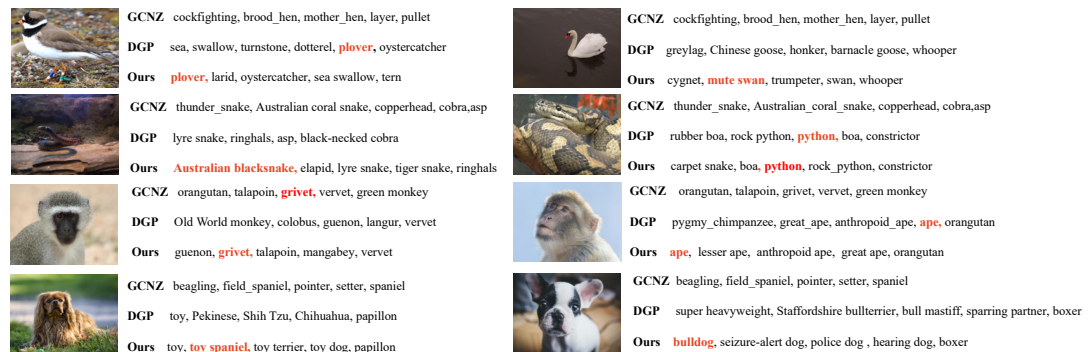 GCNZ cockfighting, brood_hen, mother_hen, layer, pullet
DGP sea, swallow, turnstone, dotterel, plover, oystercatcher
Ours plover, larid, oystercatcher, sea swallow, tern
GCNZ thunder_snake, Australian coral snake, copperhead, cobra,asp
DGP lyre snake, ringhals, asp, black-necked cobra
Ours Australian blacksnake, elapid, lyre snake, tiger snake, ringhals
GCNZ orangutan, talapoin, grivet, vervet, green monkey
DGP Old World monkey, colobus, guenon, langur, vervet
Ours guenon, grivet, talapoin, mangabey, vervet
GCNZ beagling, field_spaniel, pointer, setter, spaniel
DGP toy, Pekinese, Shih Tzu, Chihuahua, papillon
Ours toy, toy spaniel, toy terrier, toy dog, papillon
GCNZ cockfighting, brood_hen, mother_hen, layer, pullet
DGP greylag, Chinese goose, honker, barnacle goose, whooper
Ours cygnet, mute swan, trumpeter, swan, whooper
GCNZ thunder_snake, Australian_coral_snake, copperhead, cobra,asp
DGP rubber boa, rock python, python, boa, constrictor
Ours carpet snake, boa, python, rock_python, constrictor
GCNZ orangutan, talapoin, grivet, vervet, green monkey
DGP pygmy_chimpanzee, great_ape, anthropoid_ape, ape, orangutan
Ours ape, lesser ape, anthropoid ape, great ape, orangutan
GCNZ beagling, field_spaniel, pointer, setter, spaniel
DGP super heavyweight, Staffordshire bullterrier, bull mastiff, sparring partner, boxer
Ours bulldog, seizure-alert dog, police dog , hearing dog, boxer